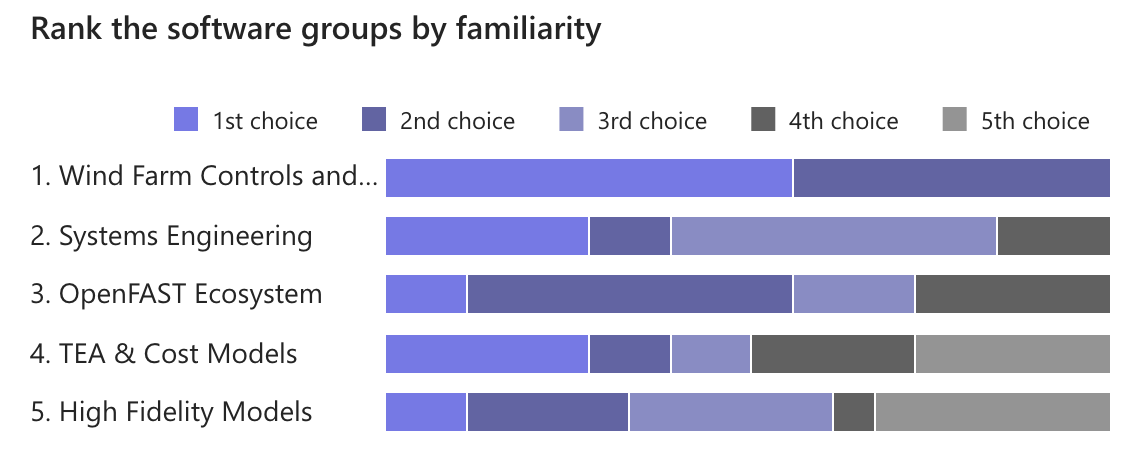 Rank the software groups by familiarity
1st choice 2nd choice 3rd choice 4th choice 5th choice
1. Wind Farm Controls and...
2. Systems Engineering
3. OpenFAST Ecosystem
4. TEA & Cost Models
5. High Fidelity Models